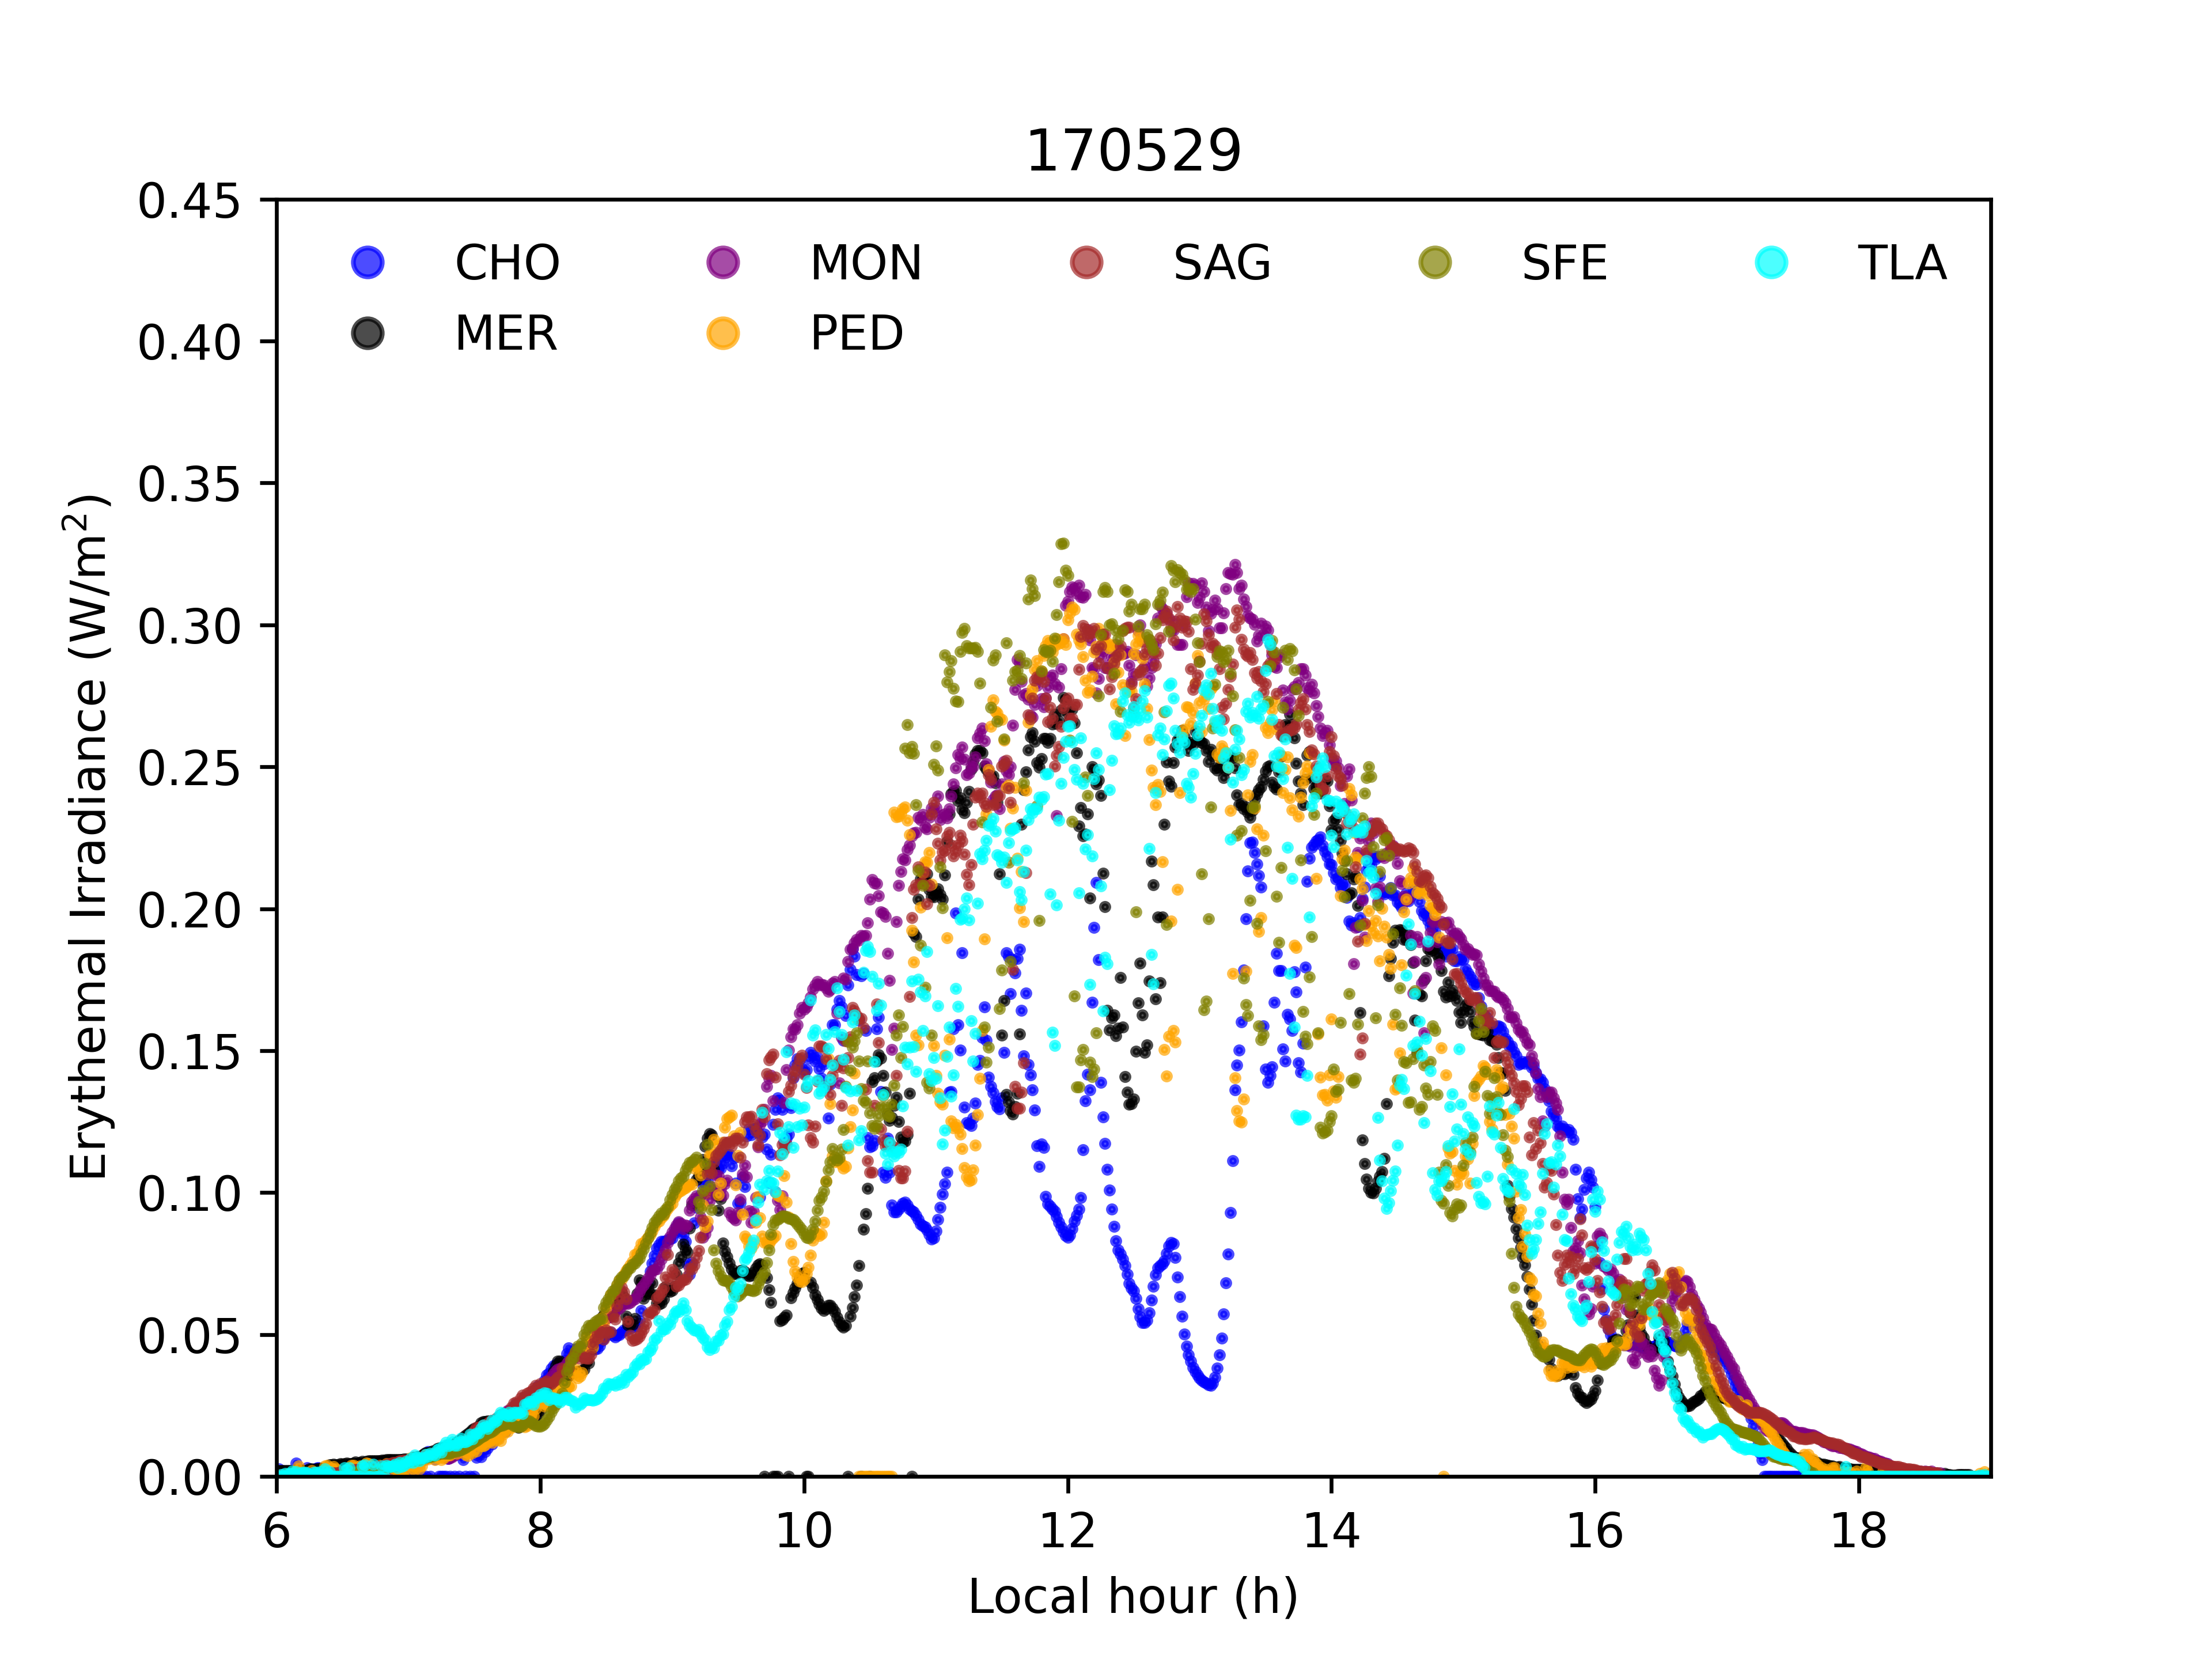 170529
0.45
0.40
0.35
0.30
0.25
0.20
0.15
0.10
0.05
0.00
Erythemal Irradiance (W/m²)
CHO MON SAG SFE TLA
MER PED
6 8 10 12 14 16 18
Local hour (h)